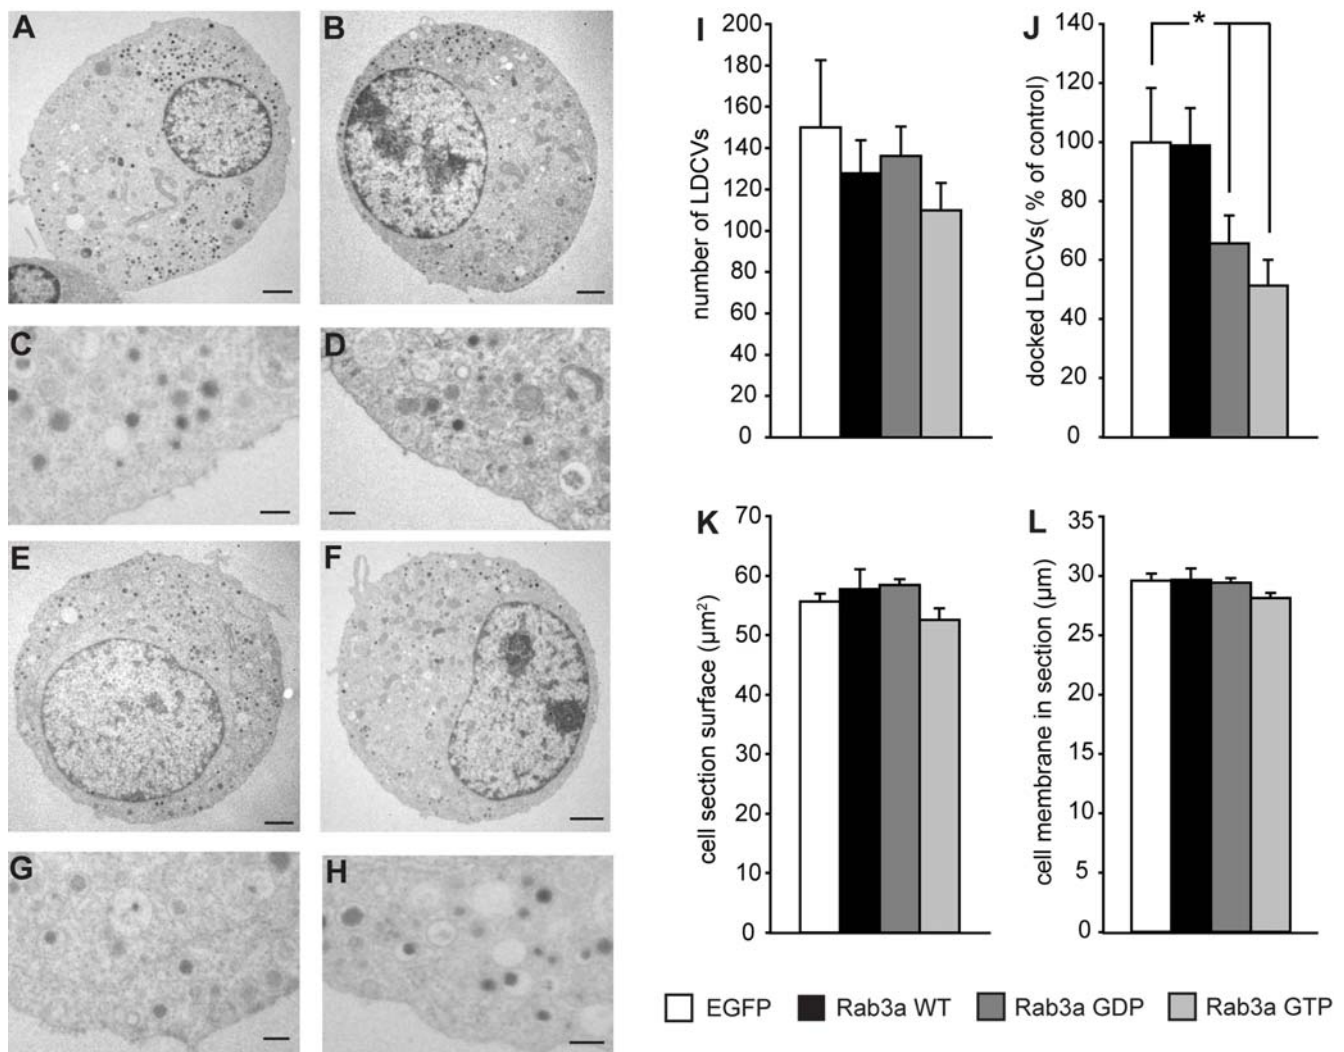 A
B
C
D
E
F
G
H
I
200
180
160
140
120
100
80
60
40
20
0
number of LDCVs
J
*
140
120
100
80
60
40
20
0
docked LDCVs( % of control)
K
70
60
50
40
30
20
10
0
cell section surface (µm²)
L
35
30
25
20
15
10
5
0
cell membrane in section (µm)
EGFP Rab3a WT Rab3a GDP Rab3a GTP